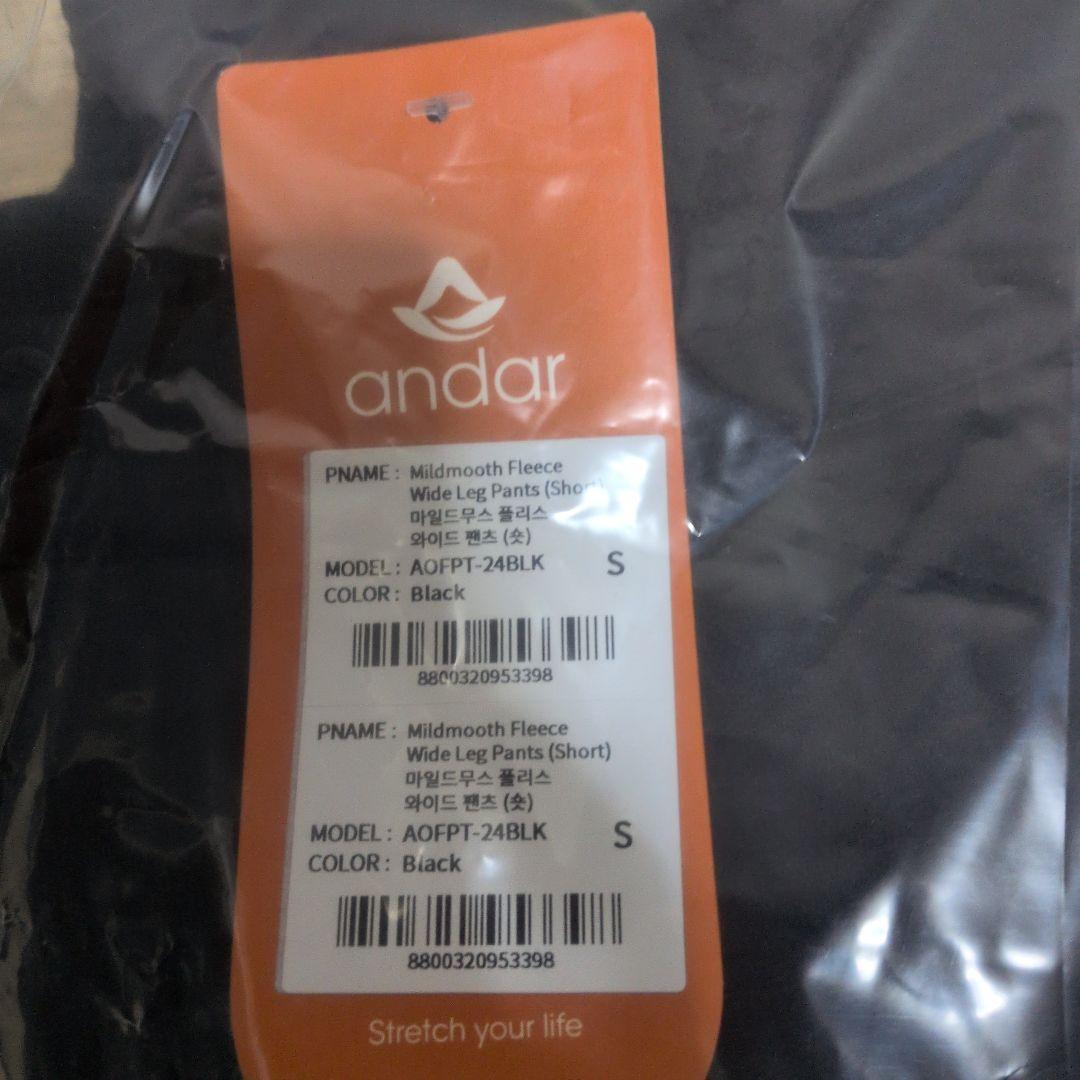 andar
PNAME : Mildmooth Fleece
Wide Leg Pants (Short)
마일드무스 플리스
와이드 팬츠 (숏)
MODEL : AOFPT-24BLK S
COLOR : Black
8800320953398
PNAME : Mildmooth Fleece
Wide Leg Pants (Short)
마일드무스 플리스
와이드 팬츠 (숏)
MODEL : AOFPT-24BLK S
COLOR : Black
8800320953398
Stretch your life